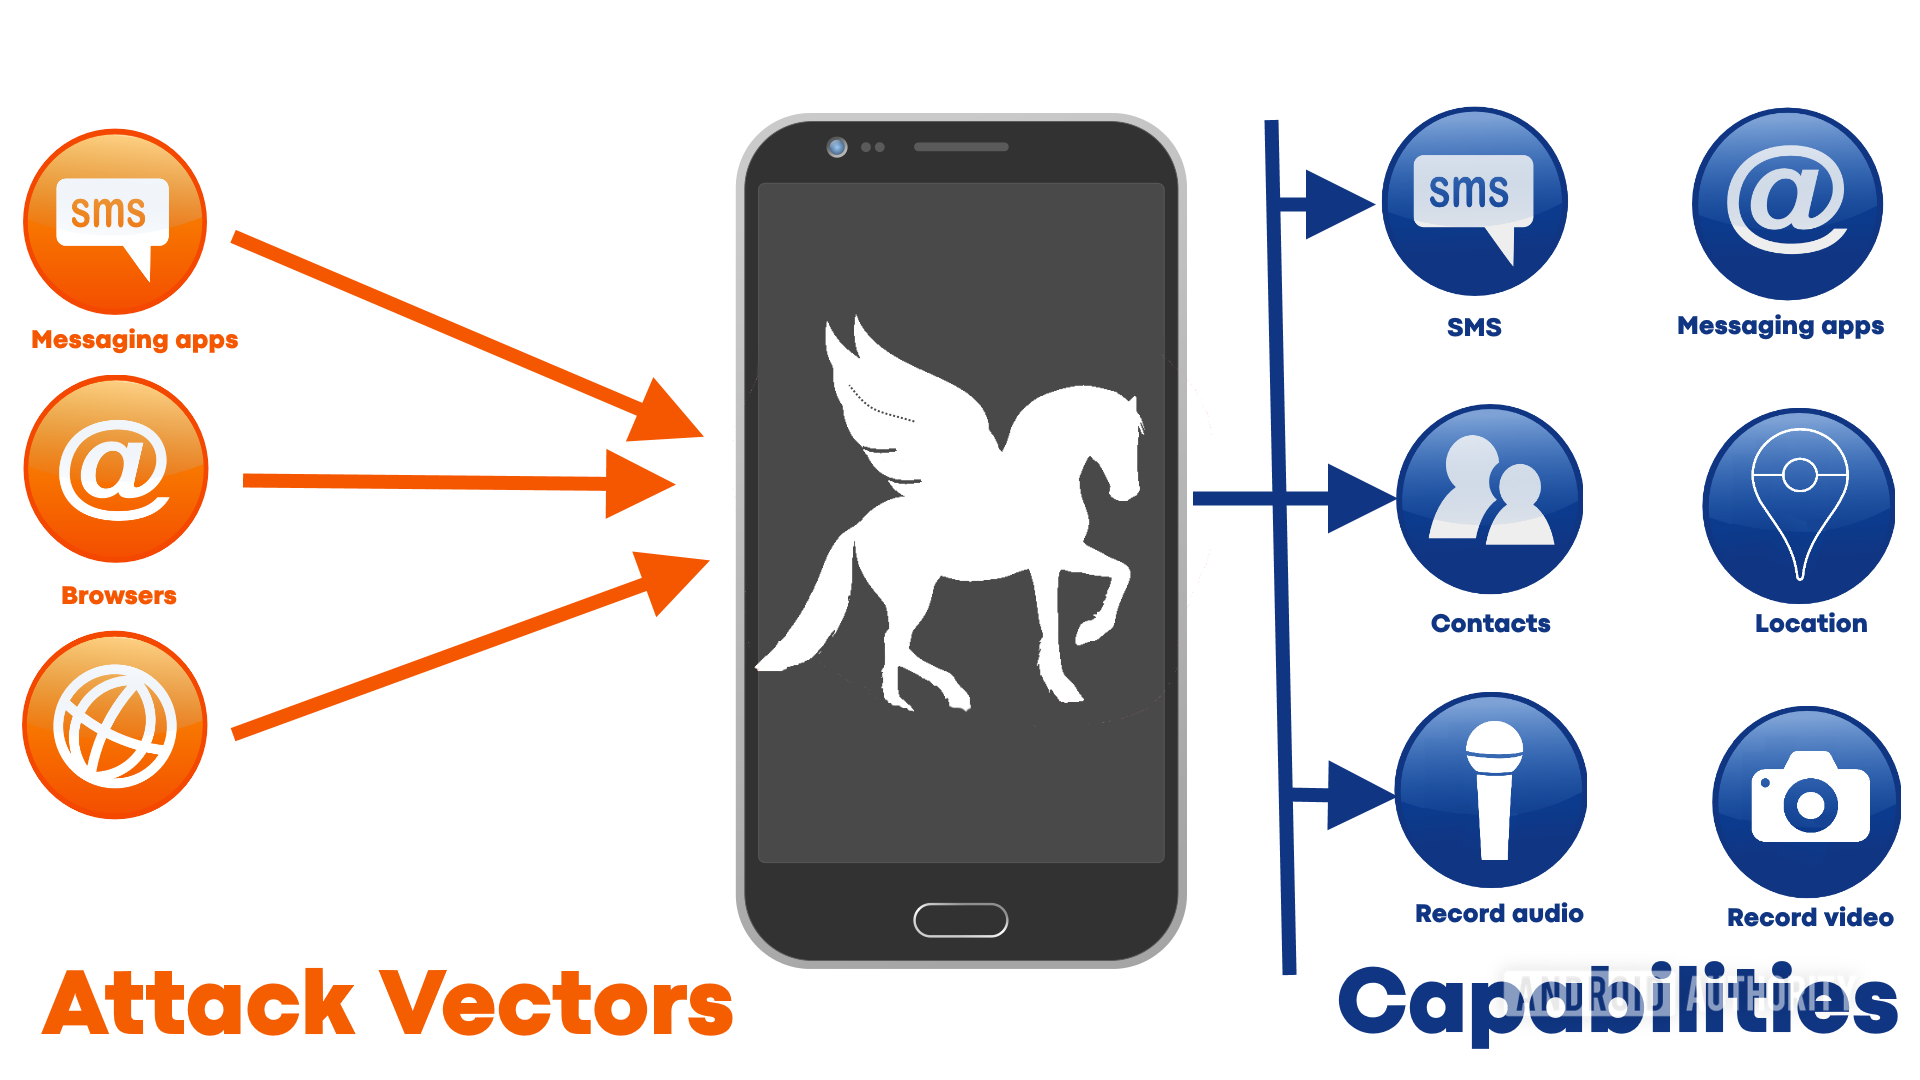 sms
Messaging apps
@
Browsers
Attack Vectors
sms
SMS
@
Messaging apps
Contacts
Location
Record audio
Record video
Capabilities
ANDROID AUTHORITY